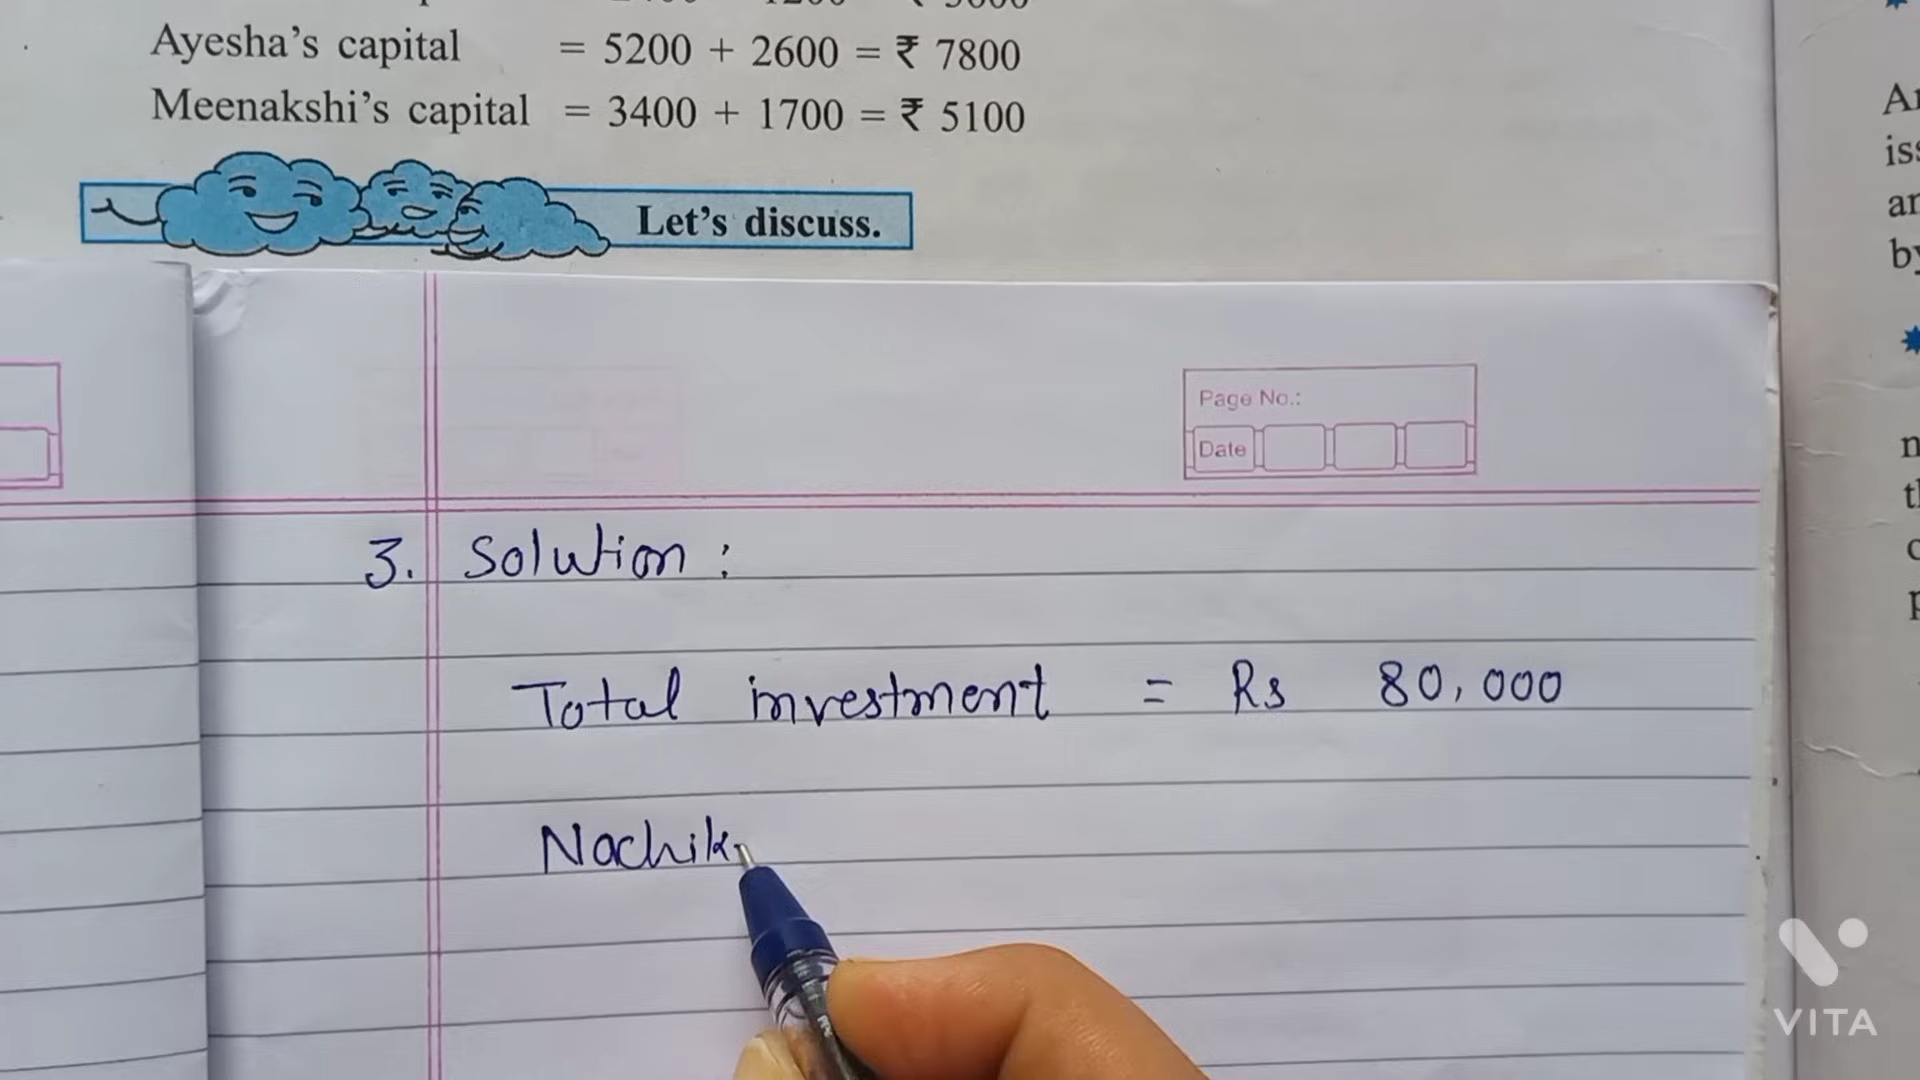 Ayesha's capital = 5200 + 2600 = ₹ 7800
Meenakshi's capital = 3400 + 1700 = ₹ 5100
Let's discuss.
Page No.:
Date
3. Solution :
Total investment = Rs 80,000
Nachik
VITA